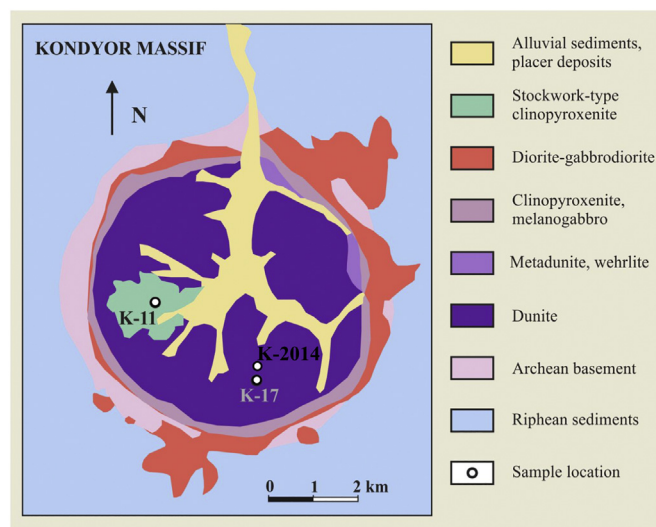 KONDYOR MASSIF
N
K-11
K-2014
K-17
0 1 2 km
Alluvial sediments,
placer deposits
Stockwork-type
clinopyroxenite
Diorite-gabbrodiorite
Clinopyroxenite,
melanogabbro
Metadunite, wehrlite
Dunite
Archean basement
Riphean sediments
Sample location